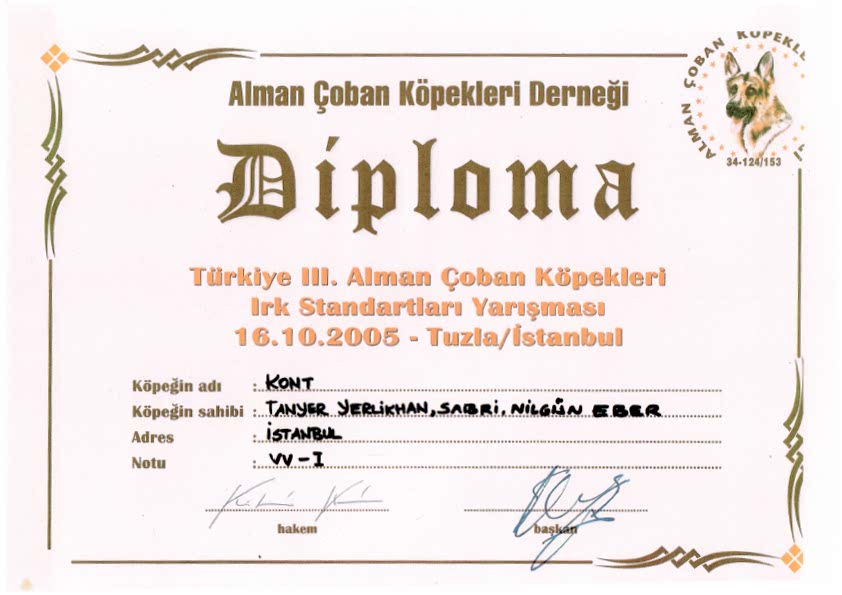 Alman Çoban Köpekleri Derneği
ALMAN ÇOBAN KÖPEKLE
34-124/153
Diploma
Türkiye III. Alman Çoban Köpekleri
Irk Standartları Yarışması
16.10.2005 - Tuzla/İstanbul
Köpeğin adı : KONT
Köpeğin sahibi : TANYER YERLİKHAN, SABRİ. NİLGÜN EBER
Adres : İSTANBUL
Notu : VV-I
hakem
başkan